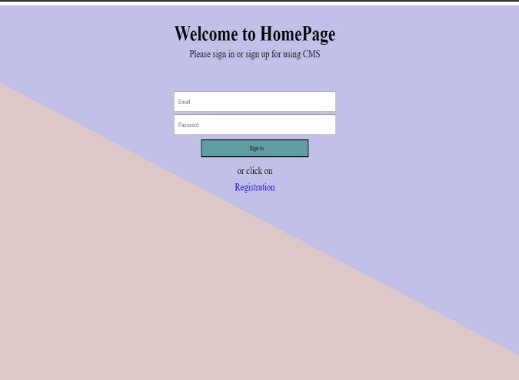 Welcome to HomePage
Please sign in or sign up for using CMS
Email
Password
Sign in
or click on
Registration